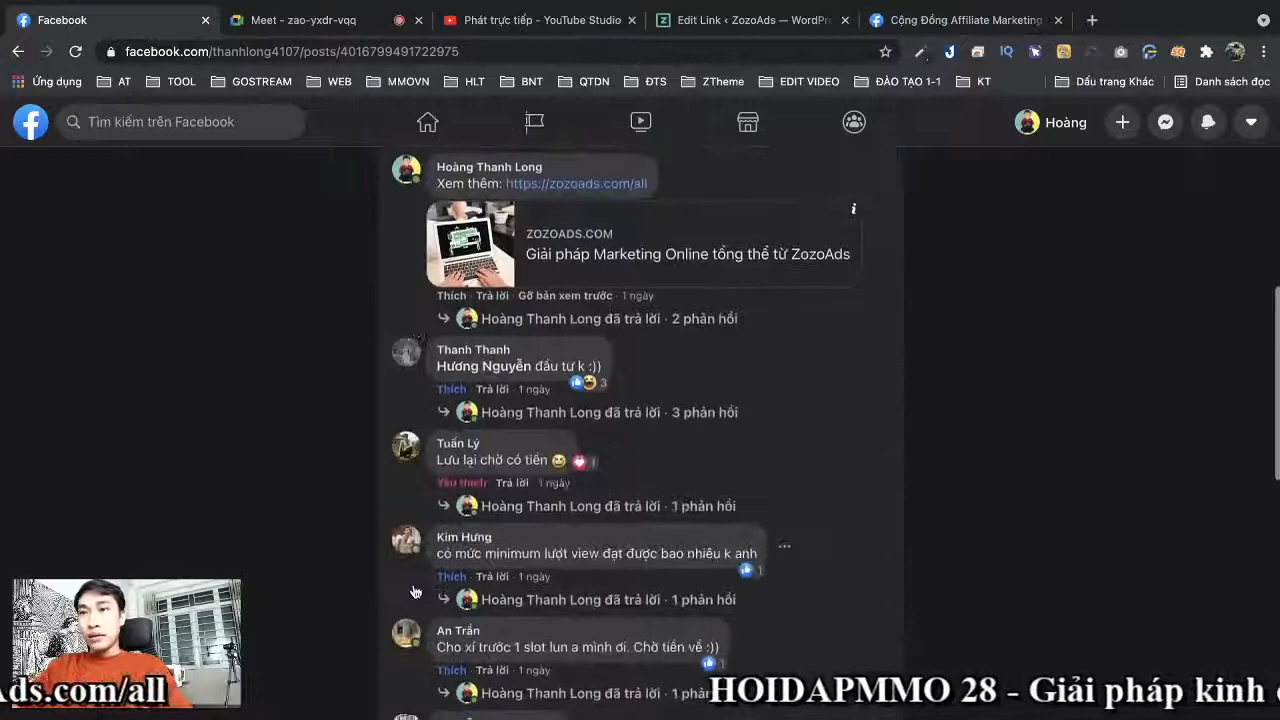 Facebook
Meet - zao-yxdr-vqq
Phát trực tiếp - YouTube Studio
Edit Link ‹ ZozoAds — WordPr
Cộng Đồng Affiliate Marketing
facebook.com/thanhlong4107/posts/4016799491722975
Ứng dụng
AT
TOOL
GOSTREAM
WEB
MMOVN
HLT
BNT
QTDN
ĐTS
ZTheme
EDIT VIDEO
ĐÀO TẠO 1-1
KT
Dấu trang Khác
Danh sách đọc
Tìm kiếm trên Facebook
Hoàng
Hoàng Thanh Long
Xem thêm: https://zozoads.com/all
ZOZOADS.COM
Giải pháp Marketing Online tổng thể từ ZozoAds
Thích · Trả lời · Gỡ bản xem trước · 1 ngày
Hoàng Thanh Long đã trả lời · 2 phản hồi
Thanh Thanh
Hương Nguyễn đầu tư k :))
3
Thích · Trả lời · 1 ngày
Hoàng Thanh Long đã trả lời · 3 phản hồi
Tuấn Lý
Lưu lại chờ có tiền 😆
1
Yêu thích · Trả lời · 1 ngày
Hoàng Thanh Long đã trả lời · 1 phản hồi
Kim Hưng
có mức minimum lượt view đạt được bao nhiêu k anh
1
Thích · Trả lời · 1 ngày
Hoàng Thanh Long đã trả lời · 1 phản hồi
An Trần
Cho xí trước 1 slot lun a mình ơi. Chờ tiền về :))
1
Thích · Trả lời · 1 ngày
Hoàng Thanh Long đã trả lời · 1 phản
Ads.com/all
HOIDAPMMO 28 - Giải pháp kinh